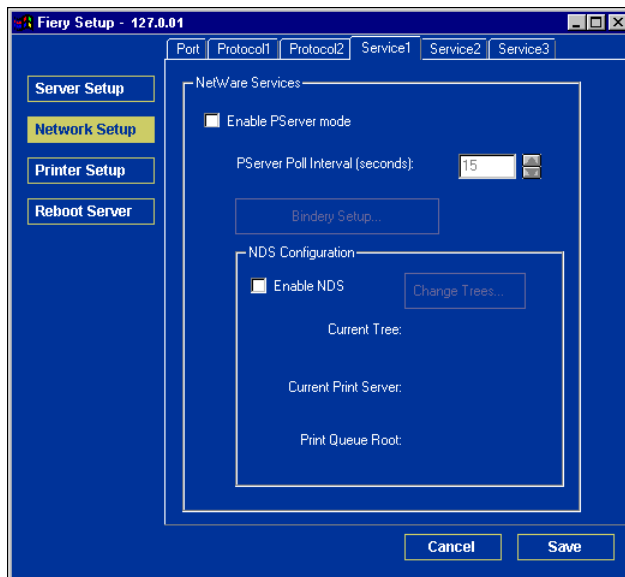 Fiery Setup - 127.0.01
Port Protocol1 Protocol2 Service1 Service2 Service3
Server Setup
Network Setup
Printer Setup
Reboot Server
NetWare Services
Enable PServer mode
PServer Poll Interval (seconds): 15
Bindery Setup...
NDS Configuration
Enable NDS Change Trees...
Current Tree:
Current Print Server:
Print Queue Root:
Cancel Save